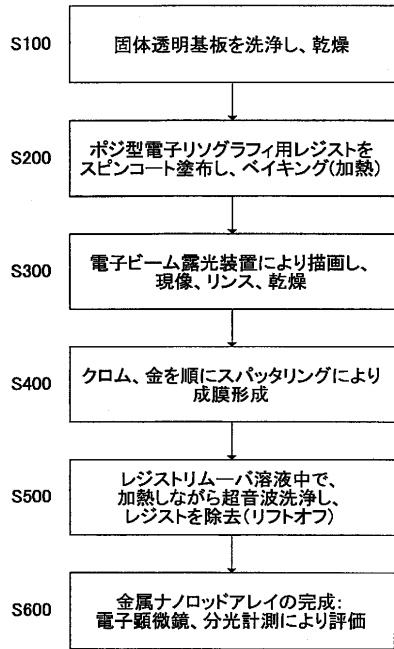 S100
固体透明基板を洗浄し、乾燥
S200
ポジ型電子リソグラフィ用レジストを
スピンコート塗布し、ベイキング(加熱)
S300
電子ビーム露光装置により描画し、
現像、リンス、乾燥
S400
クロム、金を順にスパッタリングにより
成膜形成
S500
レジストリムーバ溶液中で、
加熱しながら超音波洗浄し、
レジストを除去(リフトオフ)
S600
金属ナノロッドアレイの完成:
電子顕微鏡、分光計測により評価